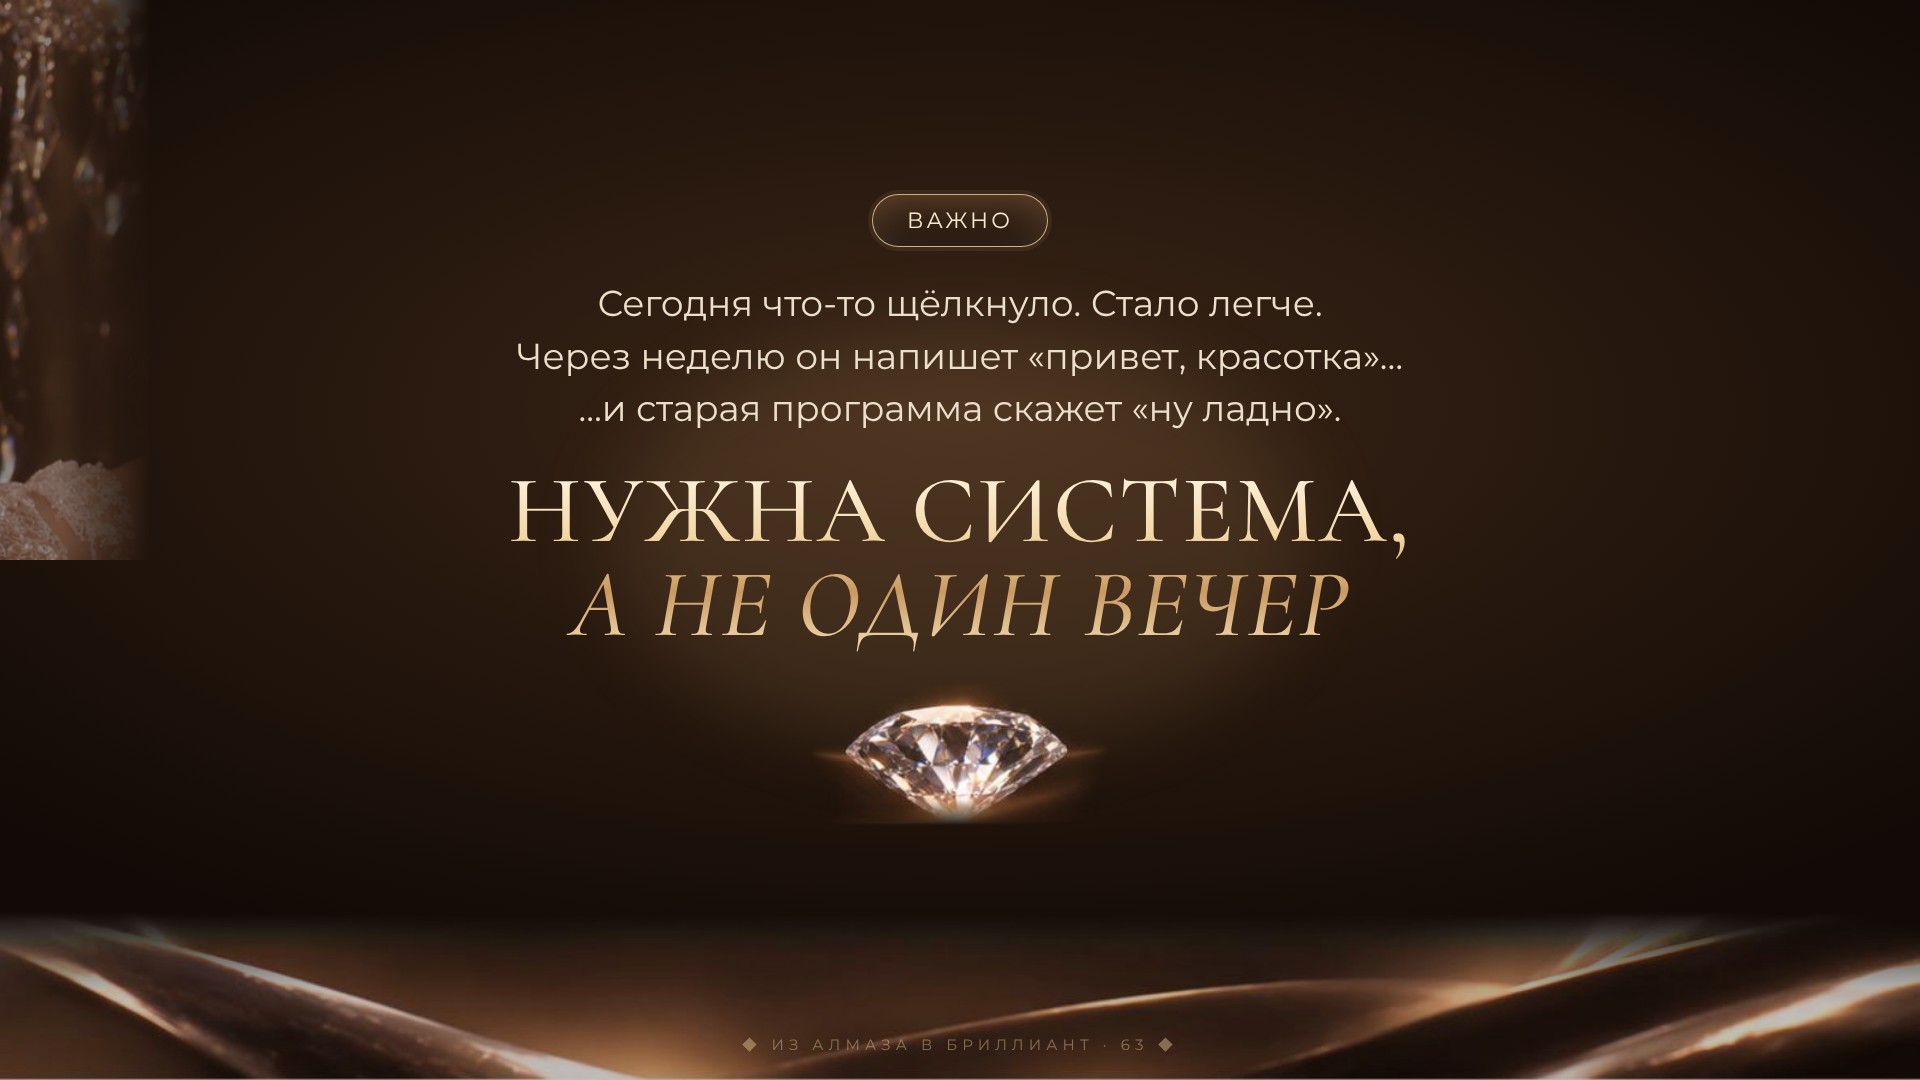 ВАЖНО
Сегодня что-то щёлкнуло. Стало легче.
Через неделю он напишет «привет, красотка»...
...и старая программа скажет «ну ладно».
НУЖНА СИСТЕМА,
А НЕ ОДИН ВЕЧЕР
◆ ИЗ АЛМАЗА В БРИЛЛИАНТ · 63 ◆